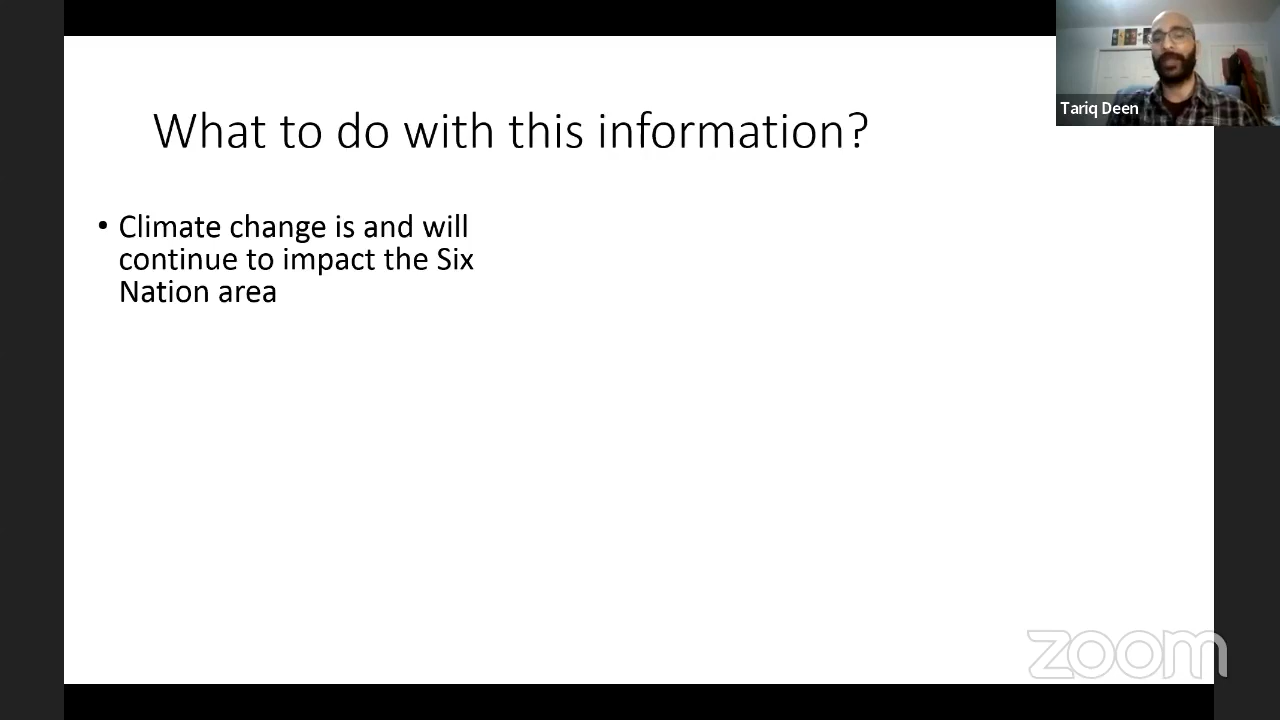 Tariq Deen
What to do with this information?
• Climate change is and will
continue to impact the Six
Nation area
zoom